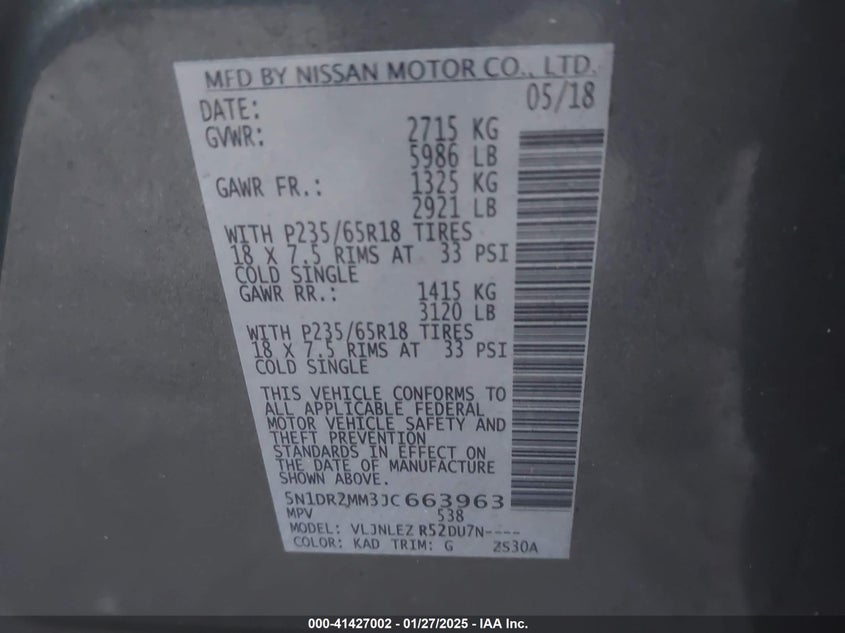 MFD BY NISSAN MOTOR CO., LTD.
DATE: 05/18
GVWR: 2715 KG
5986 LB
GAWR FR.: 1325 KG
2921 LB
WITH P235/65R18 TIRES
18 X 7.5 RIMS AT 33 PSI
COLD SINGLE
GAWR RR.: 1415 KG
3120 LB
WITH P235/65R18 TIRES
18 X 7.5 RIMS AT 33 PSI
COLD SINGLE
THIS VEHICLE CONFORMS TO
ALL APPLICABLE FEDERAL
MOTOR VEHICLE SAFETY AND
THEFT PREVENTION
STANDARDS IN EFFECT ON
THE DATE OF MANUFACTURE
SHOWN ABOVE.
5N1DR2MM3JC663963
MPV 538
MODEL: VLJNLEZ R52DU7N----
COLOR: KAD TRIM: G ZS30A
000-41427002 - 01/27/2025 - IAA Inc.